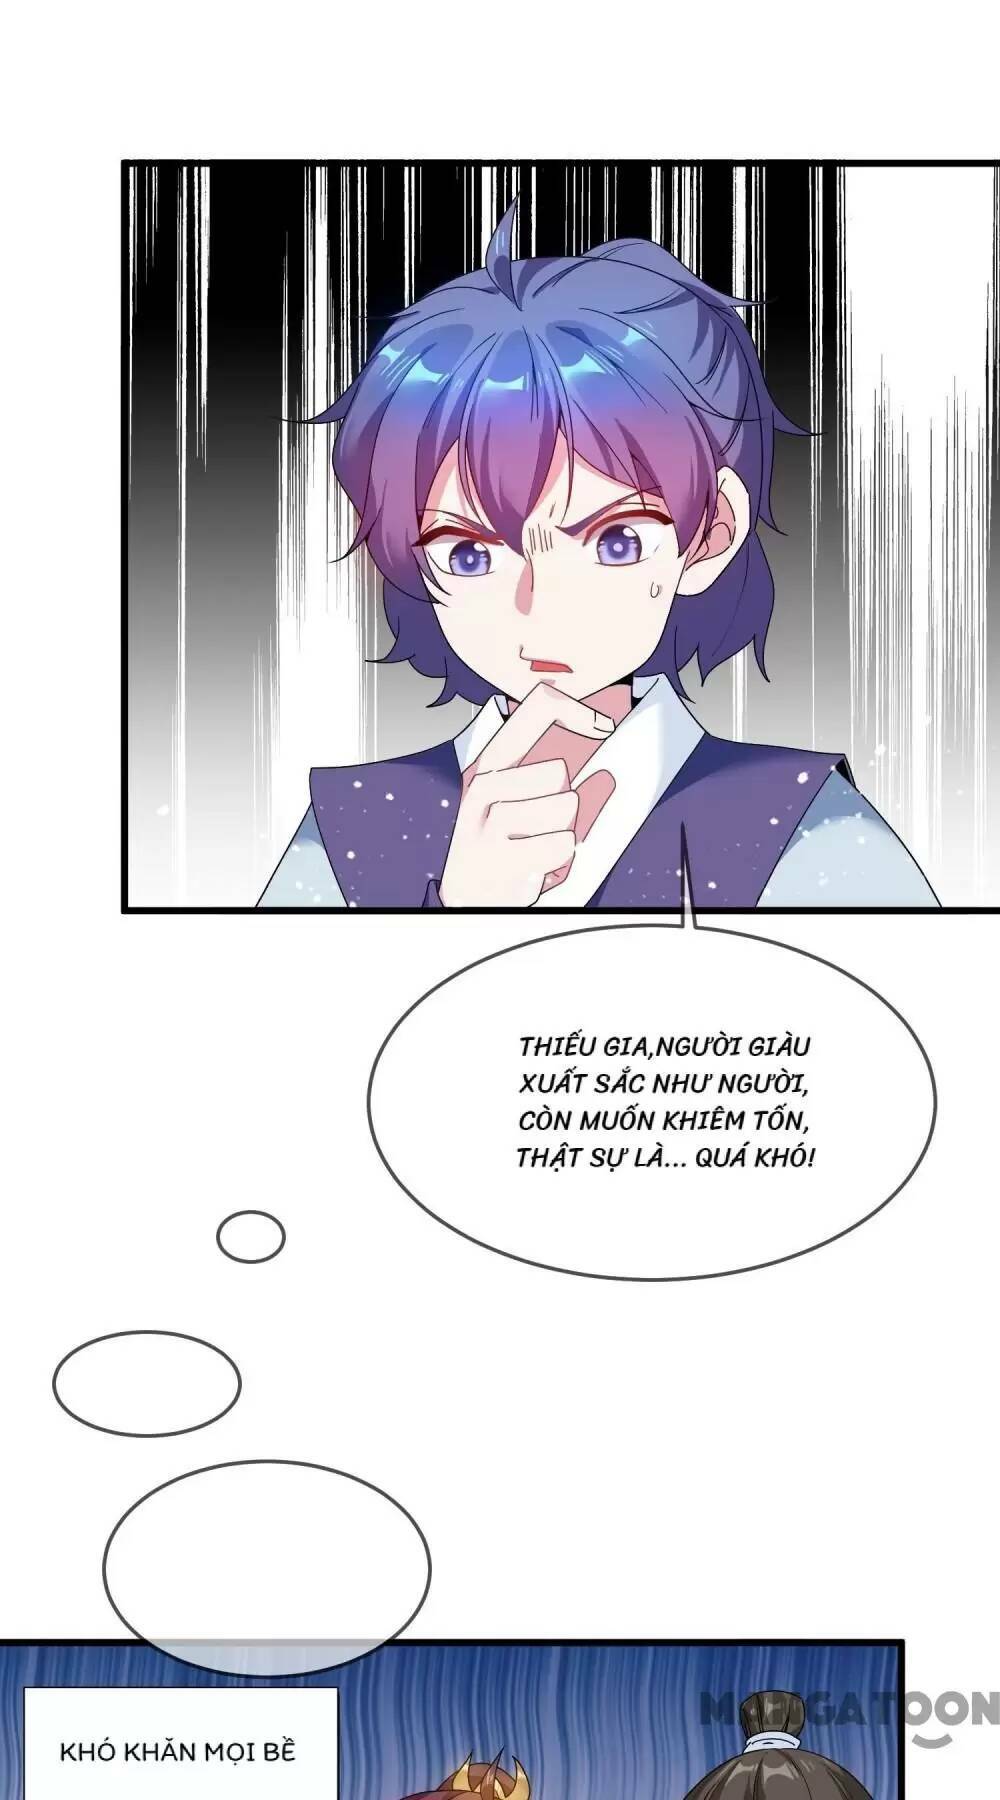 THIẾU GIA,NGƯỜI GIÀU
XUẤT SẮC NHƯ NGƯỜI,
CÒN MUỐN KHIÊM TỐN,
THẬT SỰ LÀ... QUÁ KHÓ!
MANGATOON
KHÓ KHĂN MỌI BỀ